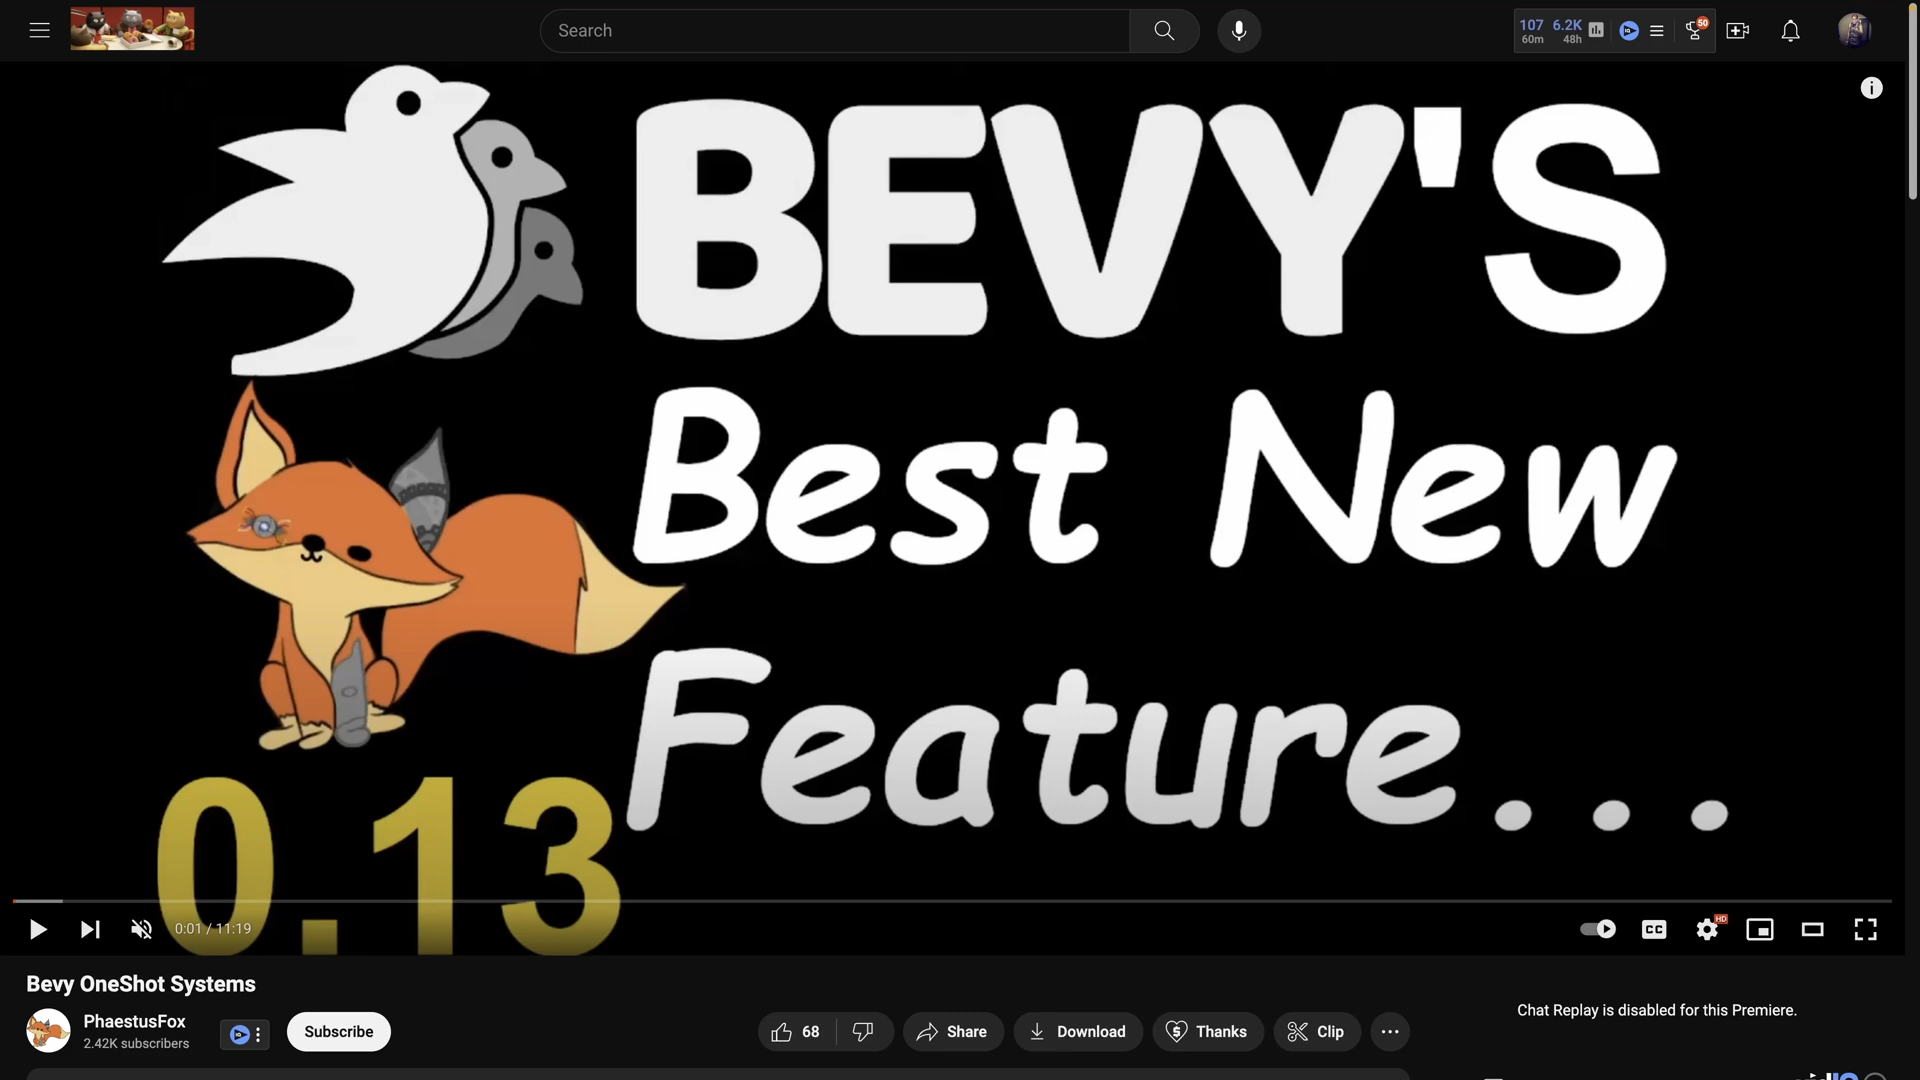 Search
107 6.2K
60m 48h
50
BEVY'S
Best New
Feature...
0.13
0:01 / 11:19
CC
HD
Bevy OneShot Systems
PhaestusFox
2.42K subscribers
Subscribe
68
Share
Download
Thanks
Clip
Chat Replay is disabled for this Premiere.